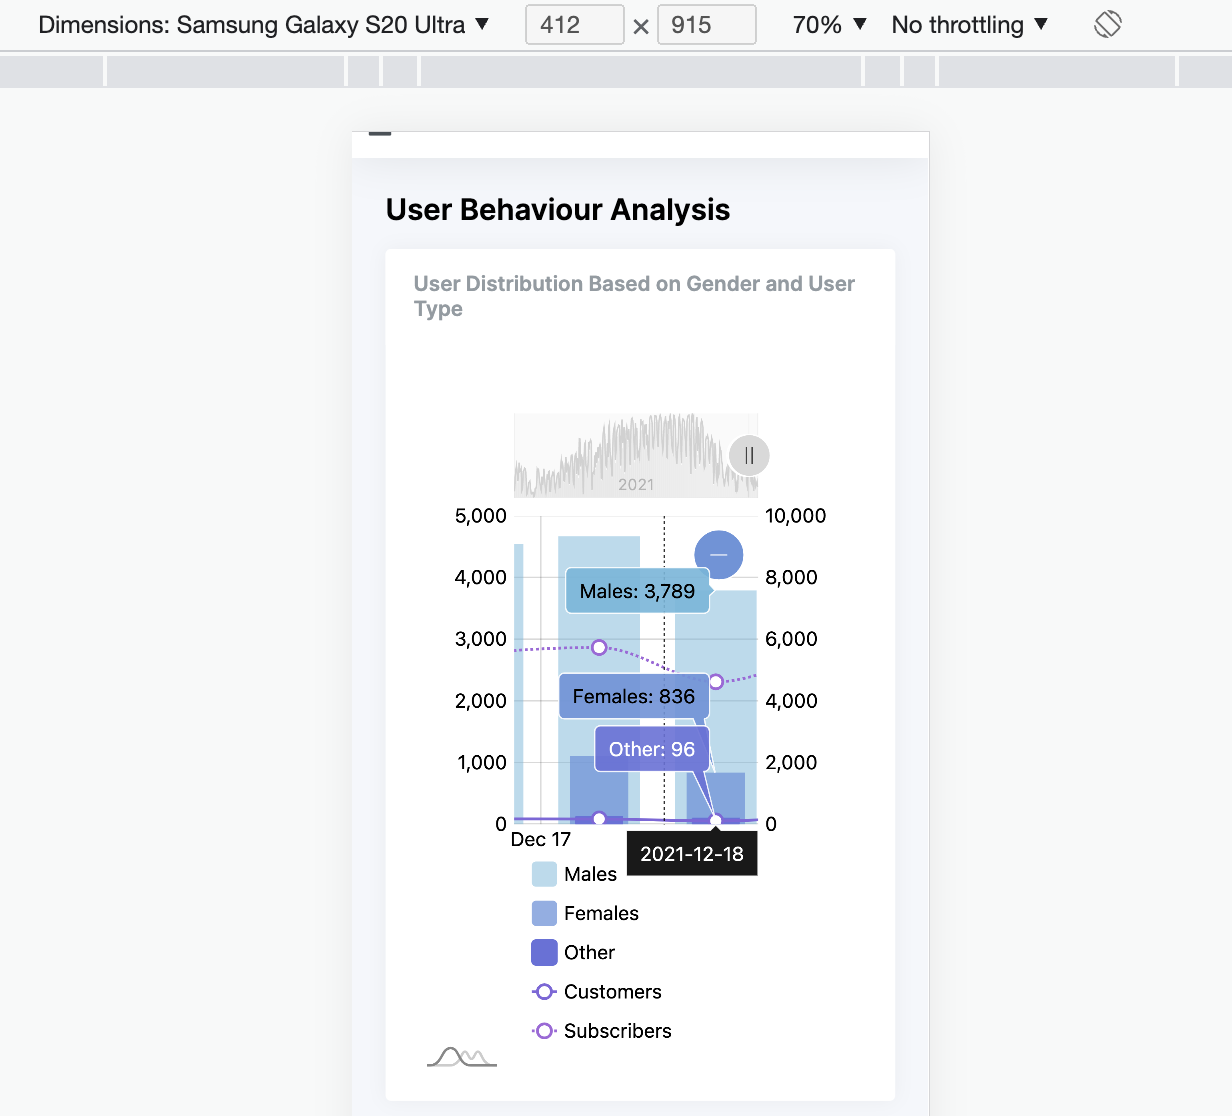 Dimensions: Samsung Galaxy S20 Ultra ▼ 412 × 915 70% ▼ No throttling ▼
User Behaviour Analysis
User Distribution Based on Gender and User
Type
2021
5,000 10,000
4,000 8,000
Males: 3,789
3,000 6,000
2,000 4,000
Females: 836
Other: 96
1,000 2,000
0 0
Dec 17
2021-12-18
Males
Females
Other
Customers
Subscribers